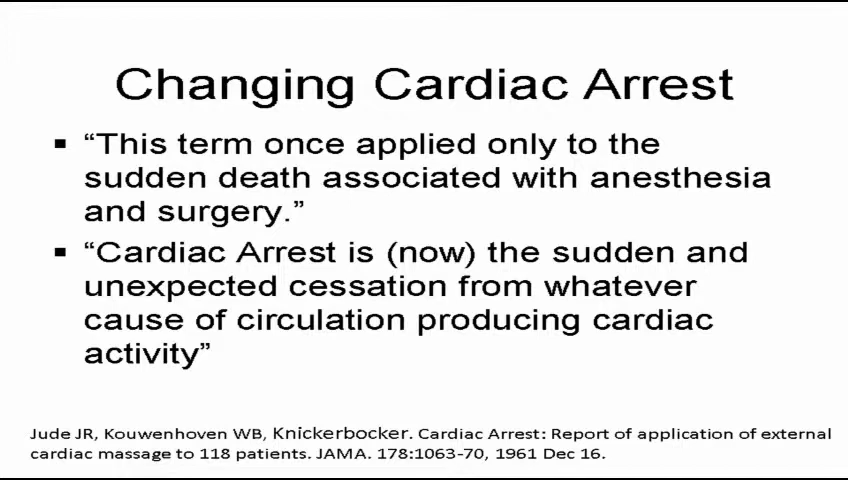 Changing Cardiac Arrest
▪ “This term once applied only to the
sudden death associated with anesthesia
and surgery.”
▪ “Cardiac Arrest is (now) the sudden and
unexpected cessation from whatever
cause of circulation producing cardiac
activity”
Jude JR, Kouwenhoven WB, Knickerbocker. Cardiac Arrest: Report of application of external
cardiac massage to 118 patients. JAMA. 178:1063-70, 1961 Dec 16.